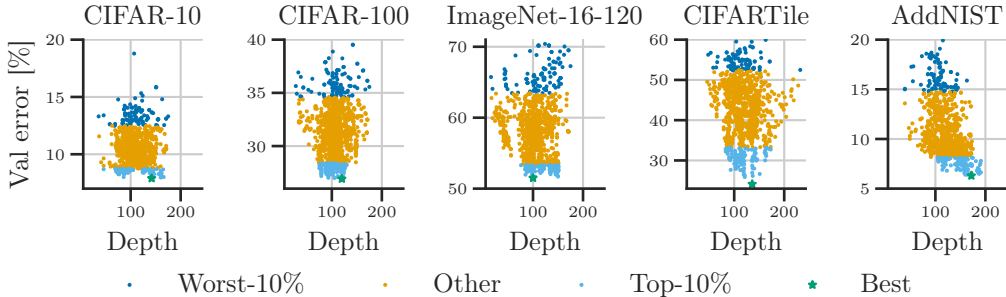 CIFAR-10 CIFAR-100 ImageNet-16-120 CIFARTile AddNIST
Val error [%]
20
15
10
100 200
Depth
40
35
30
100 200
Depth
70
60
50
100 200
Depth
60
50
40
30
100 200
Depth
20
15
10
5
100 200
Depth
Worst-10% Other Top-10% Best